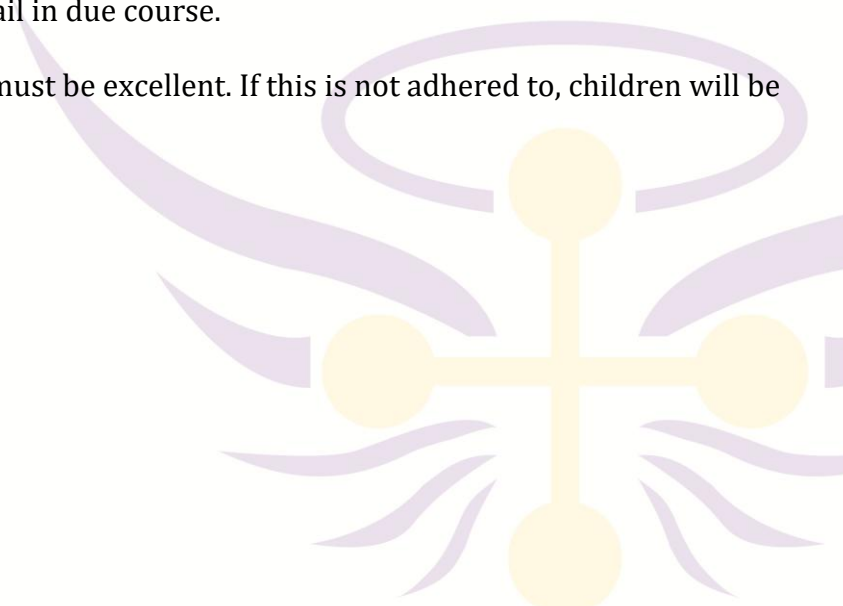 ail in due course.
must be excellent. If this is not adhered to, children will be